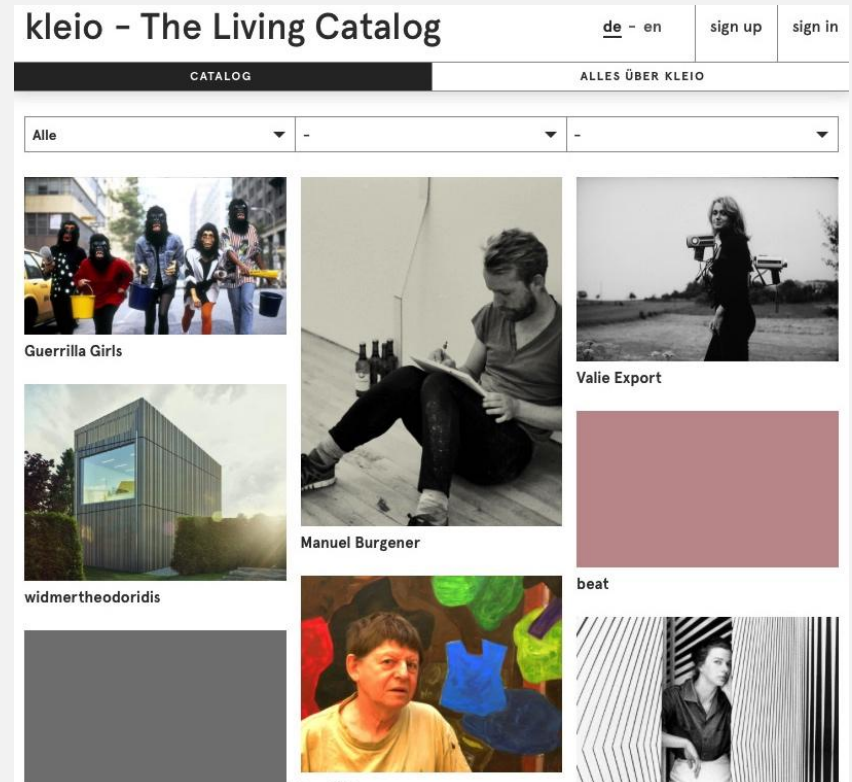 kleio - The Living Catalog
de - en
sign up
sign in
CATALOG
ALLES ÜBER KLEIO
Alle
-
-
Guerrilla Girls
Valie Export
Manuel Burgener
beat
widmertheodoridis